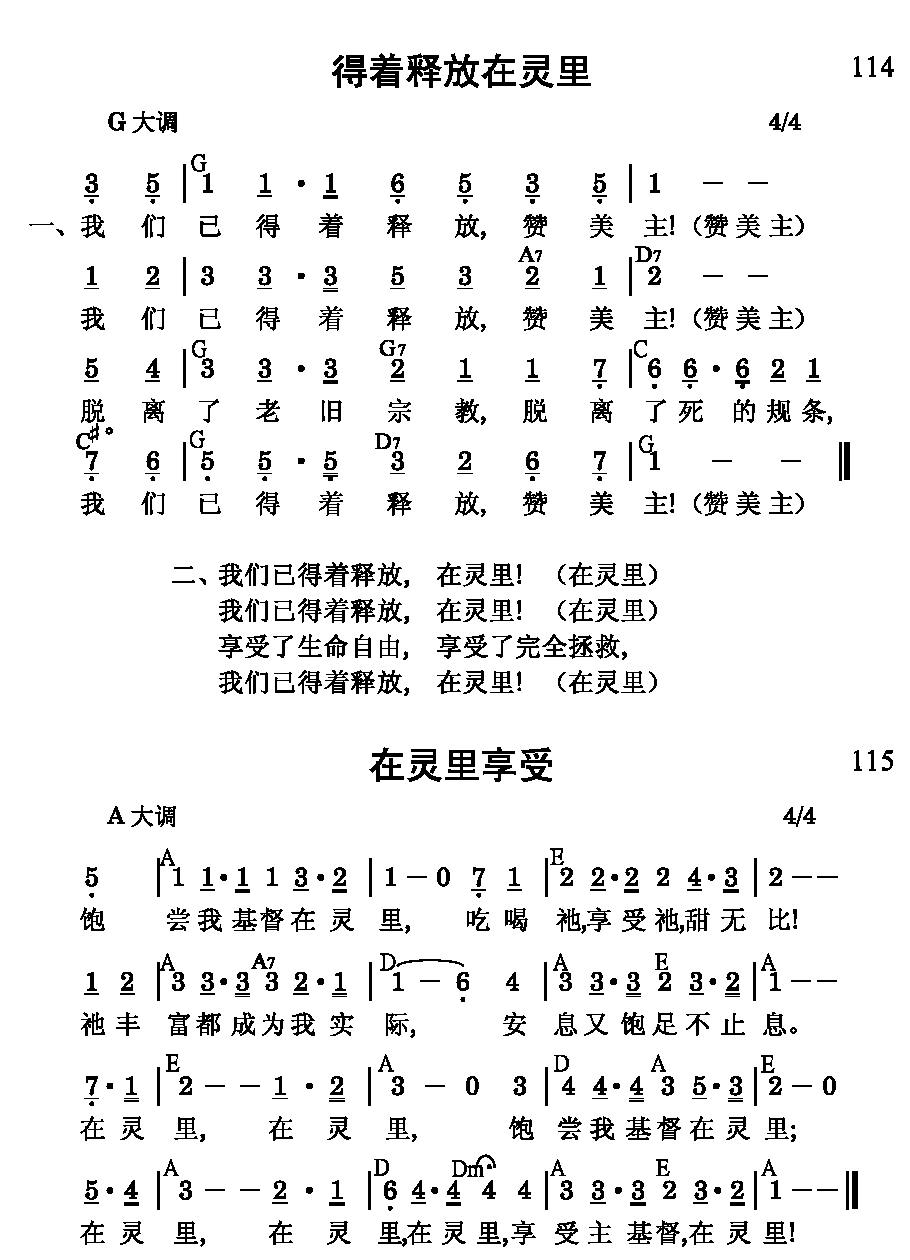 得着释放在灵里 114
G 大调 4/4
G
3 5 | 1 1 · 1 6 5 3 5 | 1 － －
一、我 们 已 得 着 释 放, 赞 美 主!（赞 美 主）
A7 D7
1 2 | 3 3 · 3 5 3 2 1 | 2 － －
我 们 已 得 着 释 放, 赞 美 主!（赞 美 主）
G G7 C
5 4 | 3 3 · 3 2 1 1 7 | 6 6 · 6 2 1
脱 离 了 老 旧 宗 教, 脱 离 了 死 的 规 条,
C♯° G D7 G
7 6 | 5 5 · 5 3 2 6 7 | 1 － － ‖
我 们 已 得 着 释 放, 赞 美 主!（赞 美 主）
二、我们已得着释放, 在灵里!（在灵里）
我们已得着释放, 在灵里!（在灵里）
享受了生命自由, 享受了完全拯救,
我们已得着释放, 在灵里!（在灵里）
在灵里享受 115
A 大调 4/4
A E
5 | 1 1·1 1 3·2 | 1－0 7 1 | 2 2·2 2 4·3 | 2－－
饱 尝我基督在灵里, 吃喝祂,享受祂,甜无比!
A A7 D A E A
1 2 | 3 3·3 3 2·1 | 1－6 4 | 3 3·3 2 3·2 | 1－－
祂丰富都成为我实际, 安息又饱足不止息。
E A D A E
7·1 | 2－－1·2 | 3－0 3 | 4 4·4 3 5·3 | 2－0
在灵里, 在灵里, 饱尝我基督在灵里;
A D Dm A E A
5·4 | 3－－2·1 | 6 4·4 4 4 | 3 3·3 2 3·2 | 1－‖
在灵里, 在灵里,在灵里,享受主基督,在灵里!